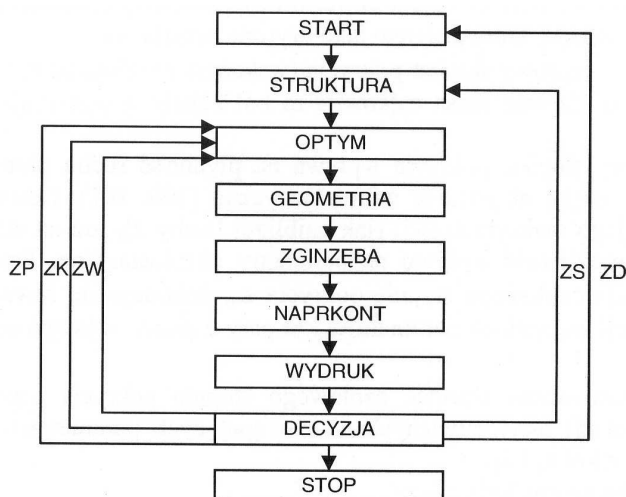 START
STRUKTURA
OPTYM
GEOMETRIA
ZGINZĘBA
ZP ZK ZW
ZS ZD
NAPRKONT
WYDRUK
DECYZJA
STOP